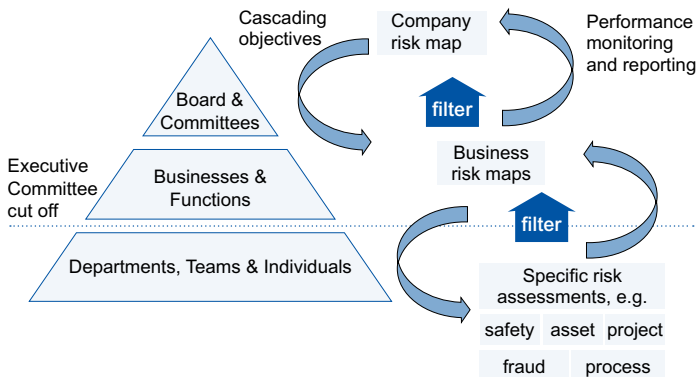 Cascading
objectives
Company
risk map
Performance
monitoring
and reporting
filter
Board &
Committees
Business
risk maps
Executive
Committee
cut off
Businesses &
Functions
filter
Departments, Teams & Individuals
Specific risk
assessments, e.g.
safety
asset
project
fraud
process